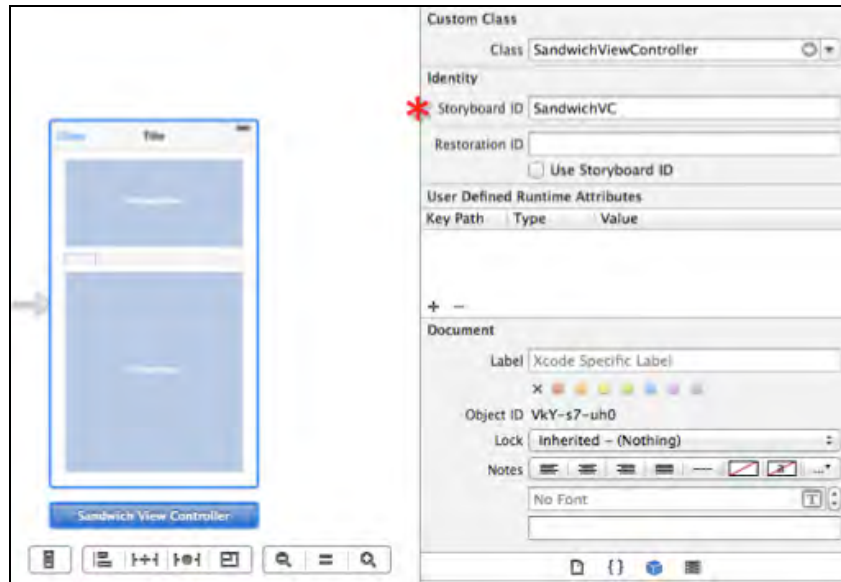 Custom Class
Class SandwichViewController
Identity
Storyboard ID SandwichVC
Restoration ID
Use Storyboard ID
User Defined Runtime Attributes
Key Path Type Value
+ −
Document
Label Xcode Specific Label
Object ID VkY-s7-uh0
Lock Inherited - (Nothing)
Notes
No Font
Title
Sandwich View Controller